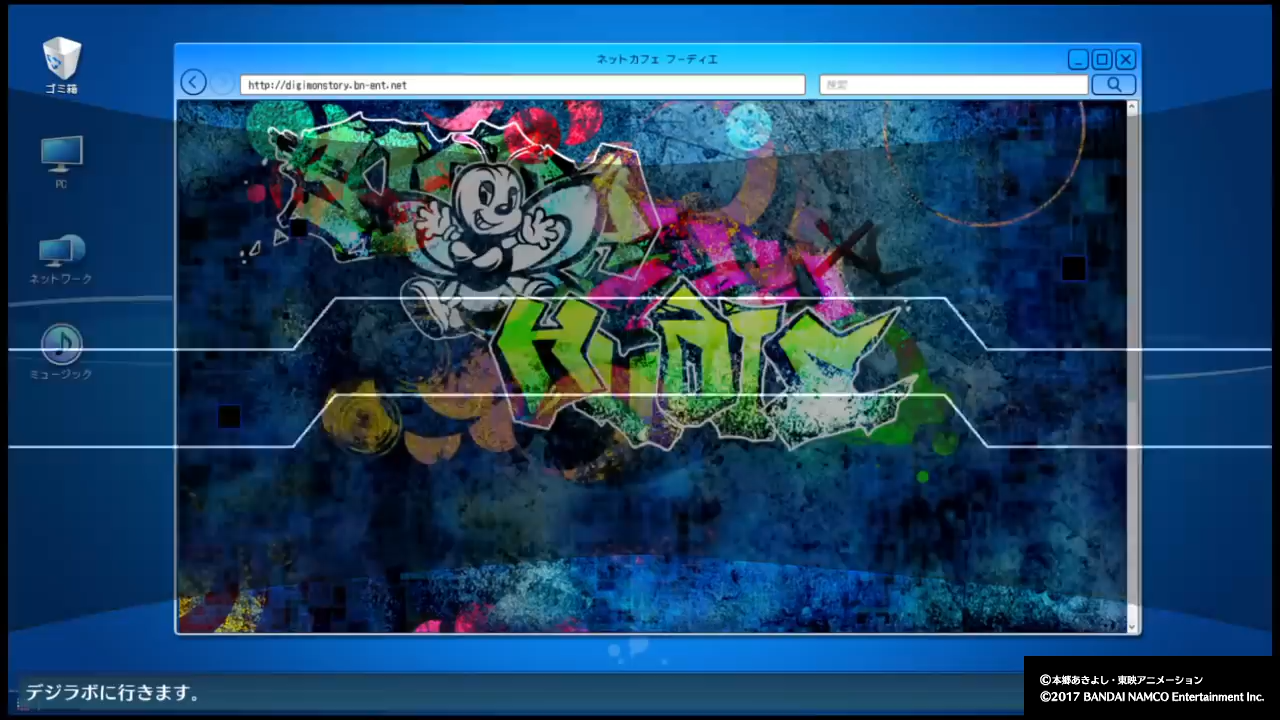 ネットカフェ フーディエ
http://digimonstory.bn-ent.net
検索
ゴミ箱
PC
ネットワーク
ミュージック
デジラボに行きます。
©本郷あきよし・東映アニメーション
©2017 BANDAI NAMCO Entertainment Inc.